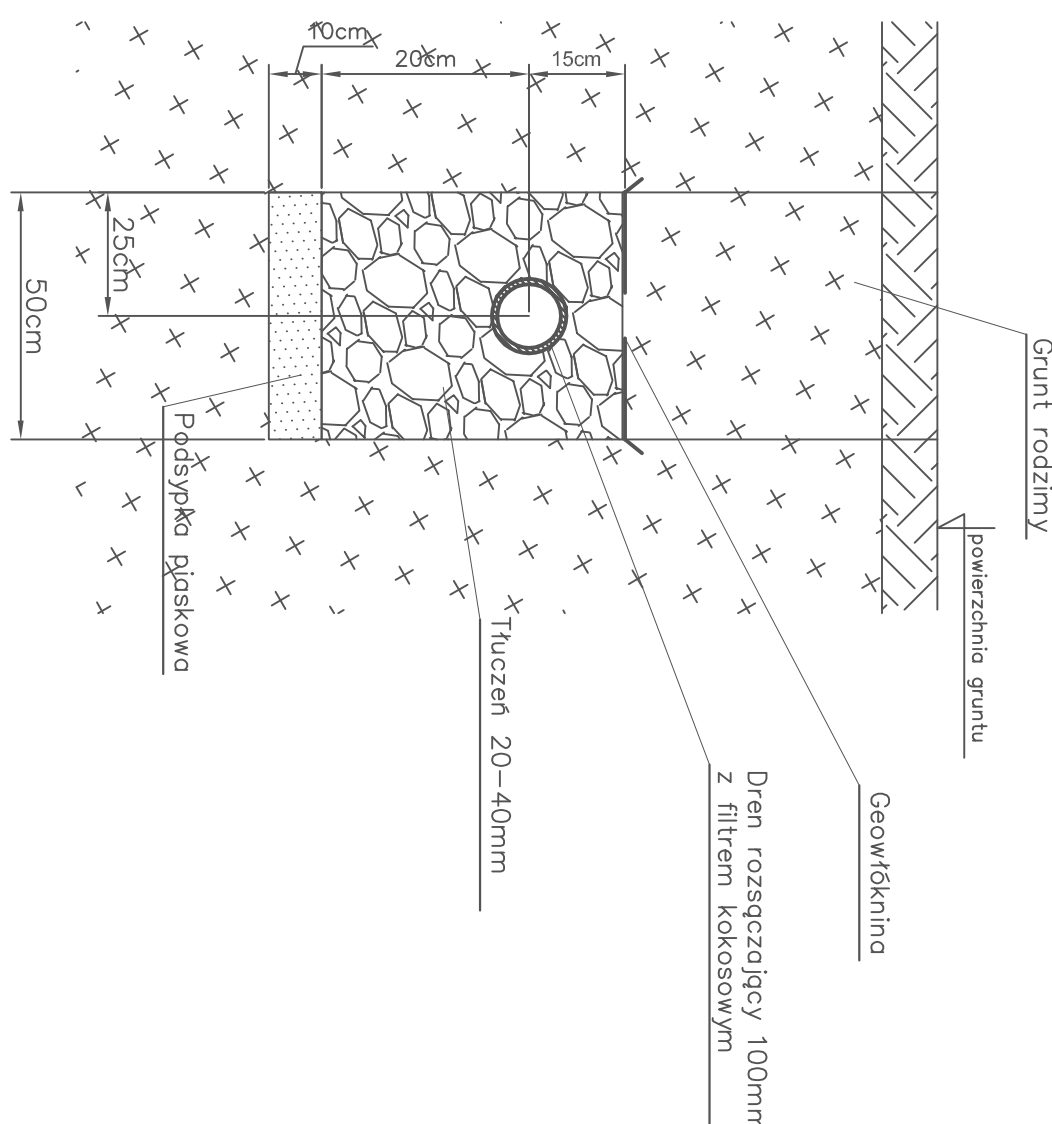 10cm
20cm
15cm
25cm
50cm
Grunt rodzimy
powierzchnia gruntu
Geowłóknina
Dren rozsączający 100mm
z filtrem kokosowym
Tłuczeń 20-40mm
Podsypka piaskowa